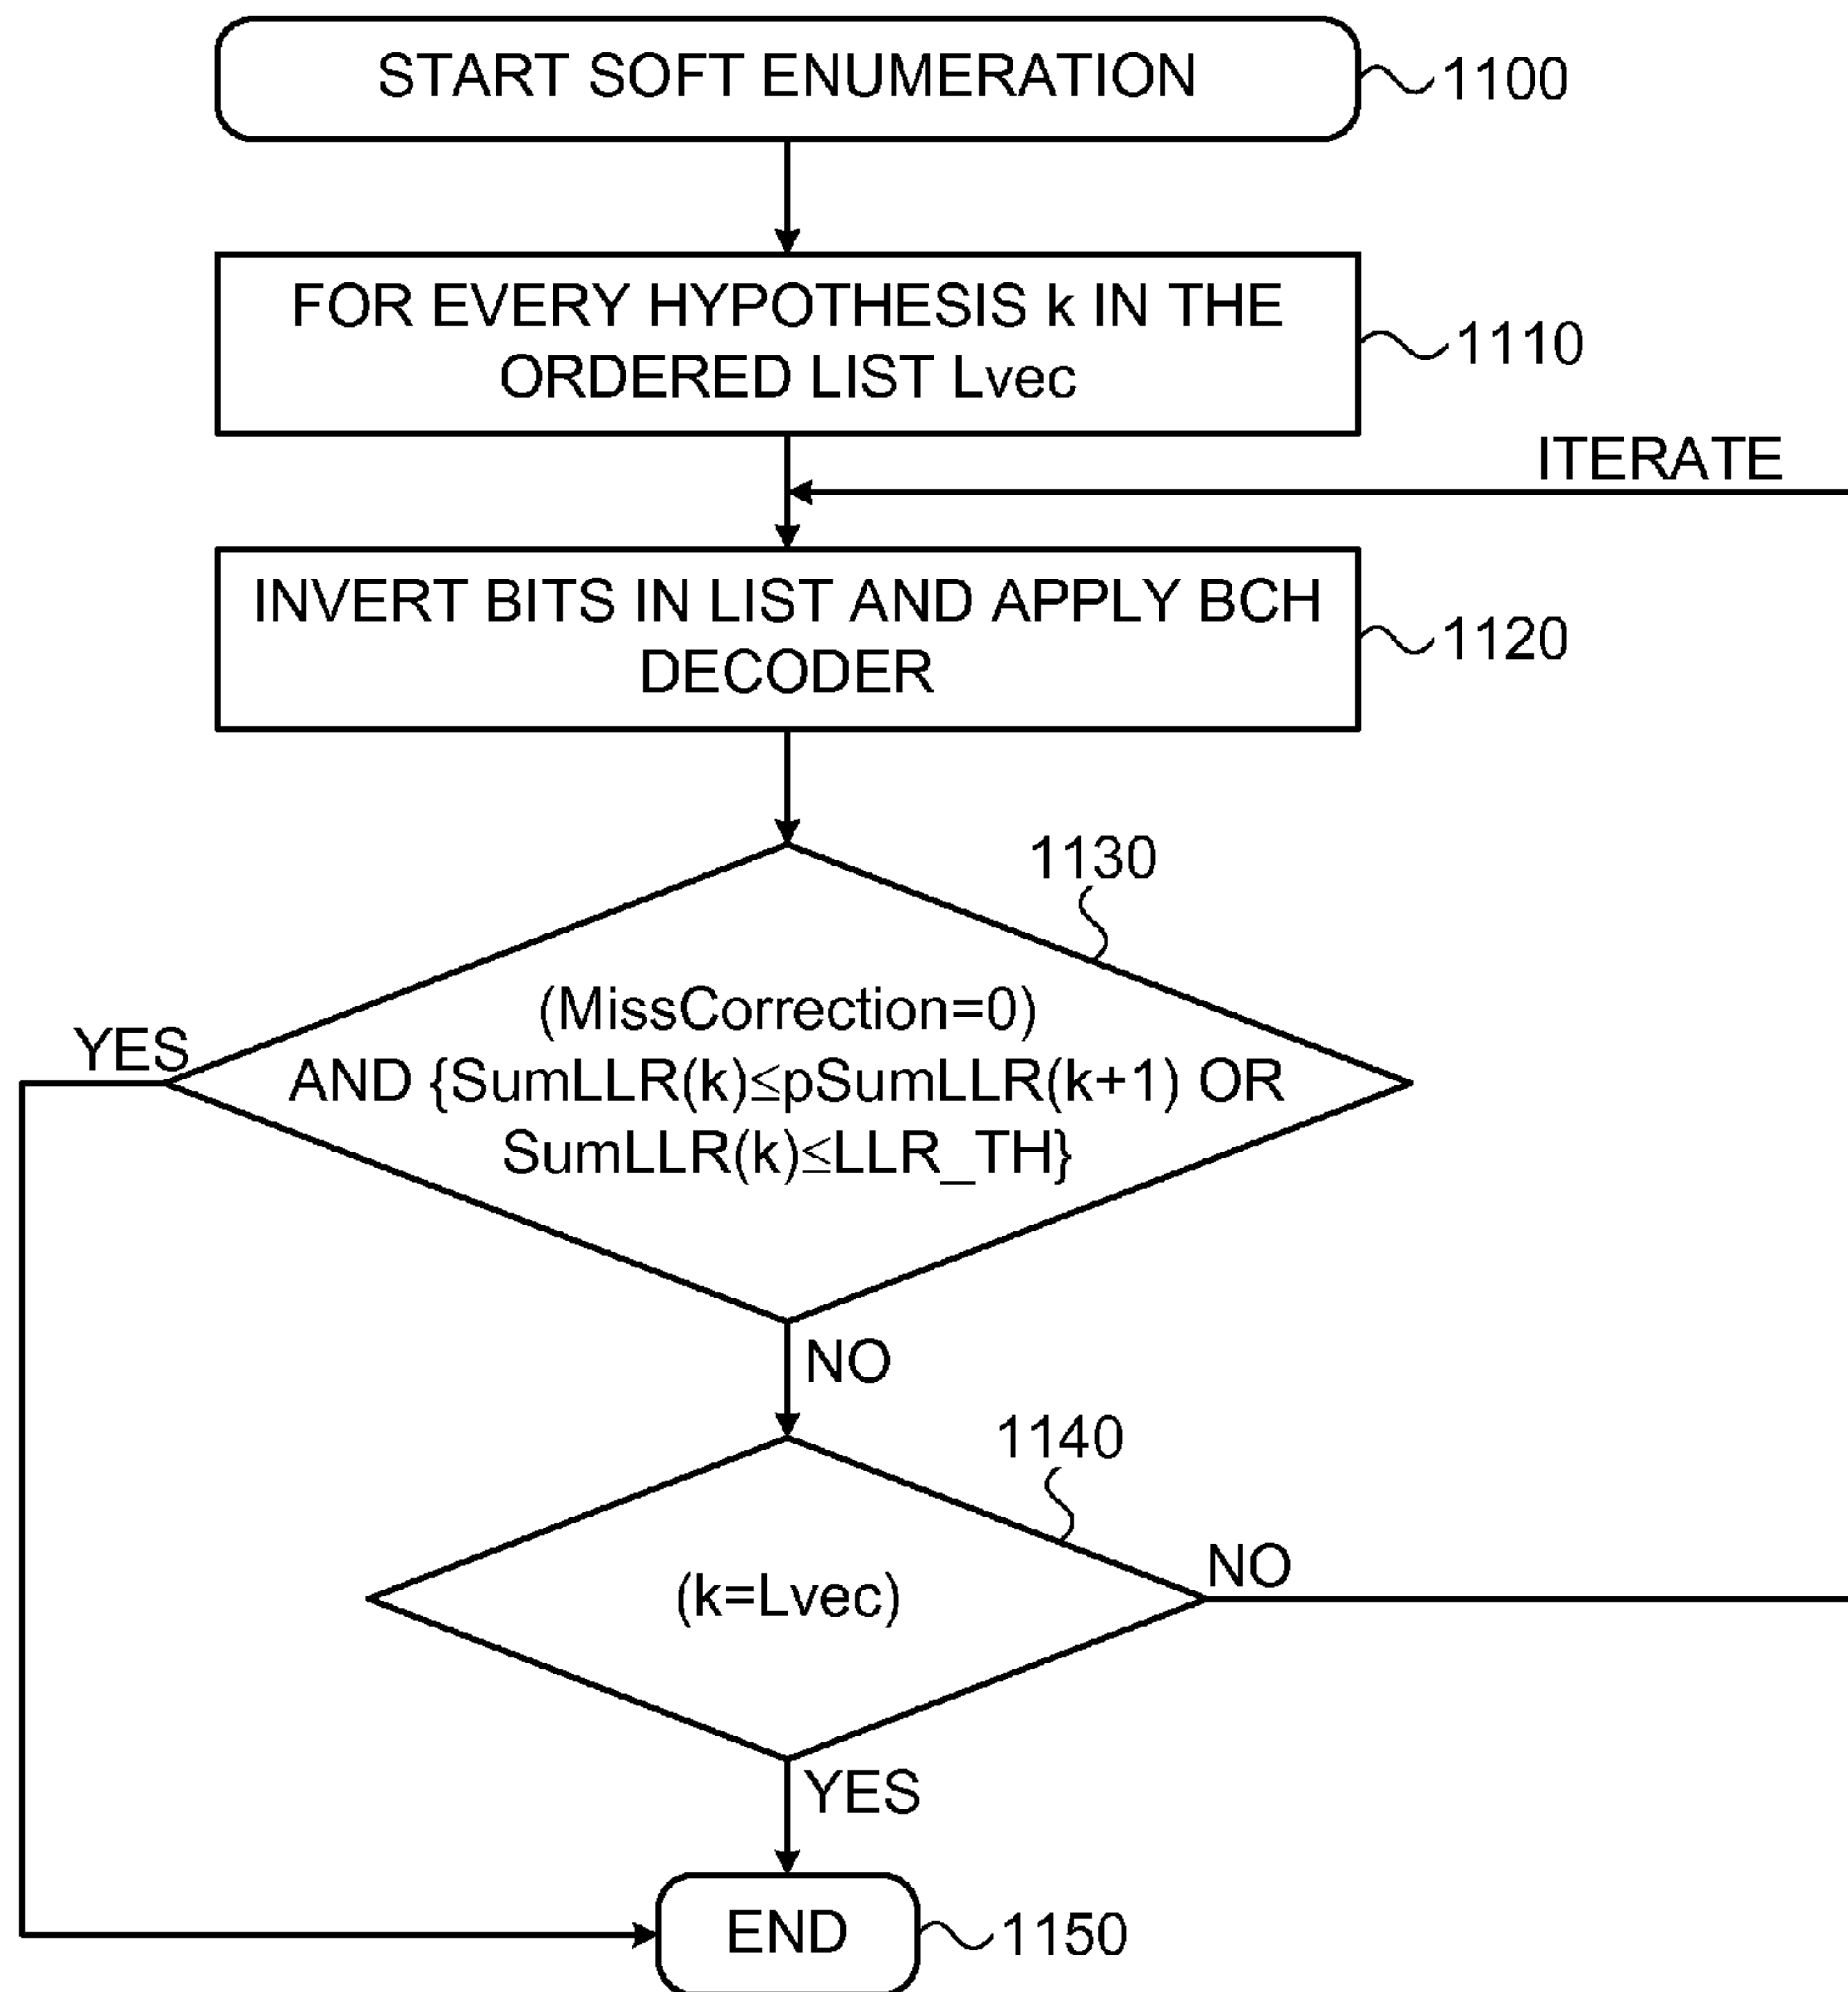 START SOFT ENUMERATION
1100
FOR EVERY HYPOTHESIS k IN THE
ORDERED LIST Lvec
1110
ITERATE
INVERT BITS IN LIST AND APPLY BCH
DECODER
1120
1130
(MissCorrection=0)
AND {SumLLR(k)≤pSumLLR(k+1) OR
SumLLR(k)≤LLR_TH}
YES
NO
1140
(k=Lvec)
NO
YES
END
1150